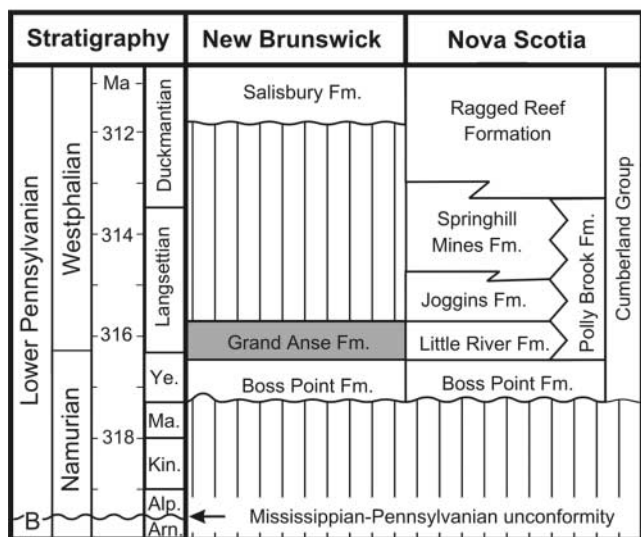 Stratigraphy
New Brunswick
Nova Scotia
Lower Pennsylvanian
Westphalian
Namurian
B
Ma
312
314
316
318
Duckmantian
Langsettian
Ye.
Ma.
Kin.
Alp.
Arn.
Salisbury Fm.
Grand Anse Fm.
Boss Point Fm.
Ragged Reef
Formation
Springhill
Mines Fm.
Joggins Fm.
Little River Fm.
Boss Point Fm.
Polly Brook Fm.
Cumberland Group
Mississippian-Pennsylvanian unconformity